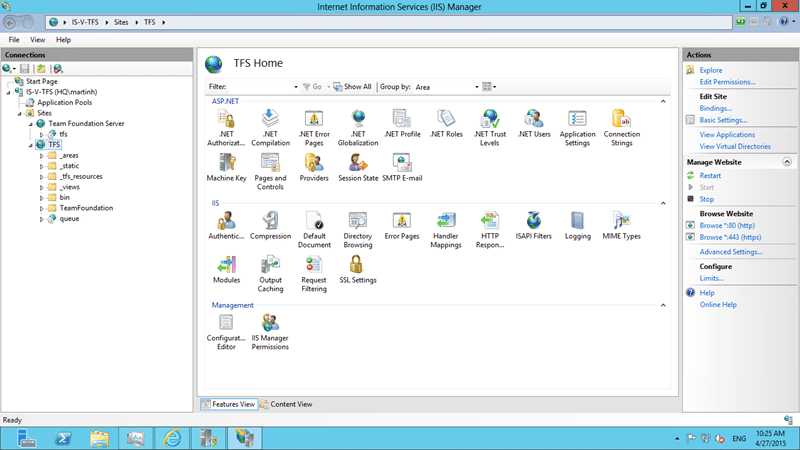 Internet Information Services (IIS) Manager
IS-V-TFS
Sites
TFS
File View Help
Connections
Start Page
IS-V-TFS (HQ\martinh)
Application Pools
Sites
Team Foundation Server
tfs
TFS
_areas
_static
_tfs_resources
_views
bin
TeamFoundation
queue
TFS Home
Filter: Go Show All Group by: Area
ASP.NET
.NET Authorizat...
.NET Compilation
.NET Error Pages
.NET Globalization
.NET Profile
.NET Roles
.NET Trust Levels
.NET Users
Application Settings
Connection Strings
Machine Key
Pages and Controls
Providers
Session State
SMTP E-mail
IIS
Authentic...
Compression
Default Document
Directory Browsing
Error Pages
Handler Mappings
HTTP Respon...
ISAPI Filters
Logging
MIME Types
Modules
Output Caching
Request Filtering
SSL Settings
Management
Configurat... Editor
IIS Manager Permissions
Features View
Content View
Actions
Explore
Edit Permissions...
Edit Site
Bindings...
Basic Settings...
View Applications
View Virtual Directories
Manage Website
Restart
Start
Stop
Browse Website
Browse *:80 (http)
Browse *:443 (https)
Advanced Settings...
Configure
Limits...
Help
Online Help
Ready
ENG
10:25 AM
4/27/2015